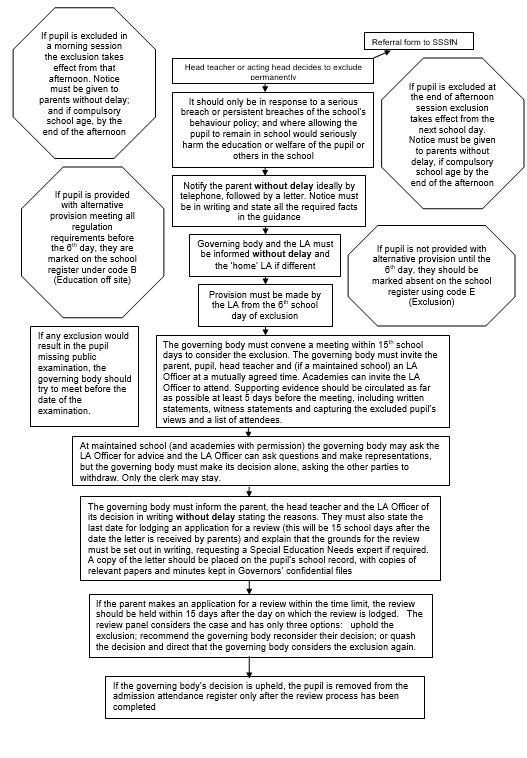 If pupil is excluded in
a morning session
the exclusion takes
effect from that
afternoon. Notice
must be given to
parents without delay;
and if compulsory
school age, by the
end of the afternoon
Referral form to SSSfN
Head teacher or acting head decides to exclude
permanently
It should only be in response to a serious
breach or persistent breaches of the school's
behaviour policy; and where allowing the
pupil to remain in school would seriously
harm the education or welfare of the pupil or
others in the school
If pupil is excluded at
the end of afternoon
session exclusion
takes effect from the
next school day.
Notice must be given
to parents without
delay, if compulsory
school age by the
end of the afternoon
Notify the parent without delay ideally by
telephone, followed by a letter. Notice must
be in writing and state all the required facts
in the guidance
If pupil is provided
with alternative
provision meeting all
regulation
requirements before
the 6th day, they are
marked on the school
register under code B
(Education off site)
Governing body and the LA must
be informed without delay and
the 'home' LA if different
If pupil is not provided with
alternative provision until the
6th day, they should be
marked absent on the school
register using code E
(Exclusion)
Provision must be made by
the LA from the 6th school
day of exclusion
If any exclusion would
result in the pupil
missing public
examination, the
governing body should
try to meet before the
date of the
examination.
The governing body must convene a meeting within 15th school
days to consider the exclusion. The governing body must invite the
parent, pupil, head teacher and (if a maintained school) an LA
Officer at a mutually agreed time. Academies can invite the LA
Officer to attend. Supporting evidence should be circulated as far
as possible at least 5 days before the meeting, including written
statements, witness statements and capturing the excluded pupil's
views and a list of attendees.
At maintained school (and academies with permission) the governing body may ask the
LA Officer for advice and the LA Officer can ask questions and make representations,
but the governing body must make its decision alone, asking the other parties to
withdraw. Only the clerk may stay.
The governing body must inform the parent, the head teacher and the LA Officer of
its decision in writing without delay stating the reasons. They must also state the
last date for lodging an application for a review (this will be 15 school days after the
date the letter is received by parents) and explain that the grounds for the review
must be set out in writing, requesting a Special Education Needs expert if required.
A copy of the letter should be placed on the pupil's school record, with copies of
relevant papers and minutes kept in Governors' confidential files
If the parent makes an application for a review within the time limit, the review
should be held within 15 days after the day on which the review is lodged. The
review panel considers the case and has only three options: uphold the
exclusion; recommend the governing body reconsider their decision; or quash
the decision and direct that the governing body considers the exclusion again.
If the governing body's decision is upheld, the pupil is removed from the
admission attendance register only after the review process has been
completed